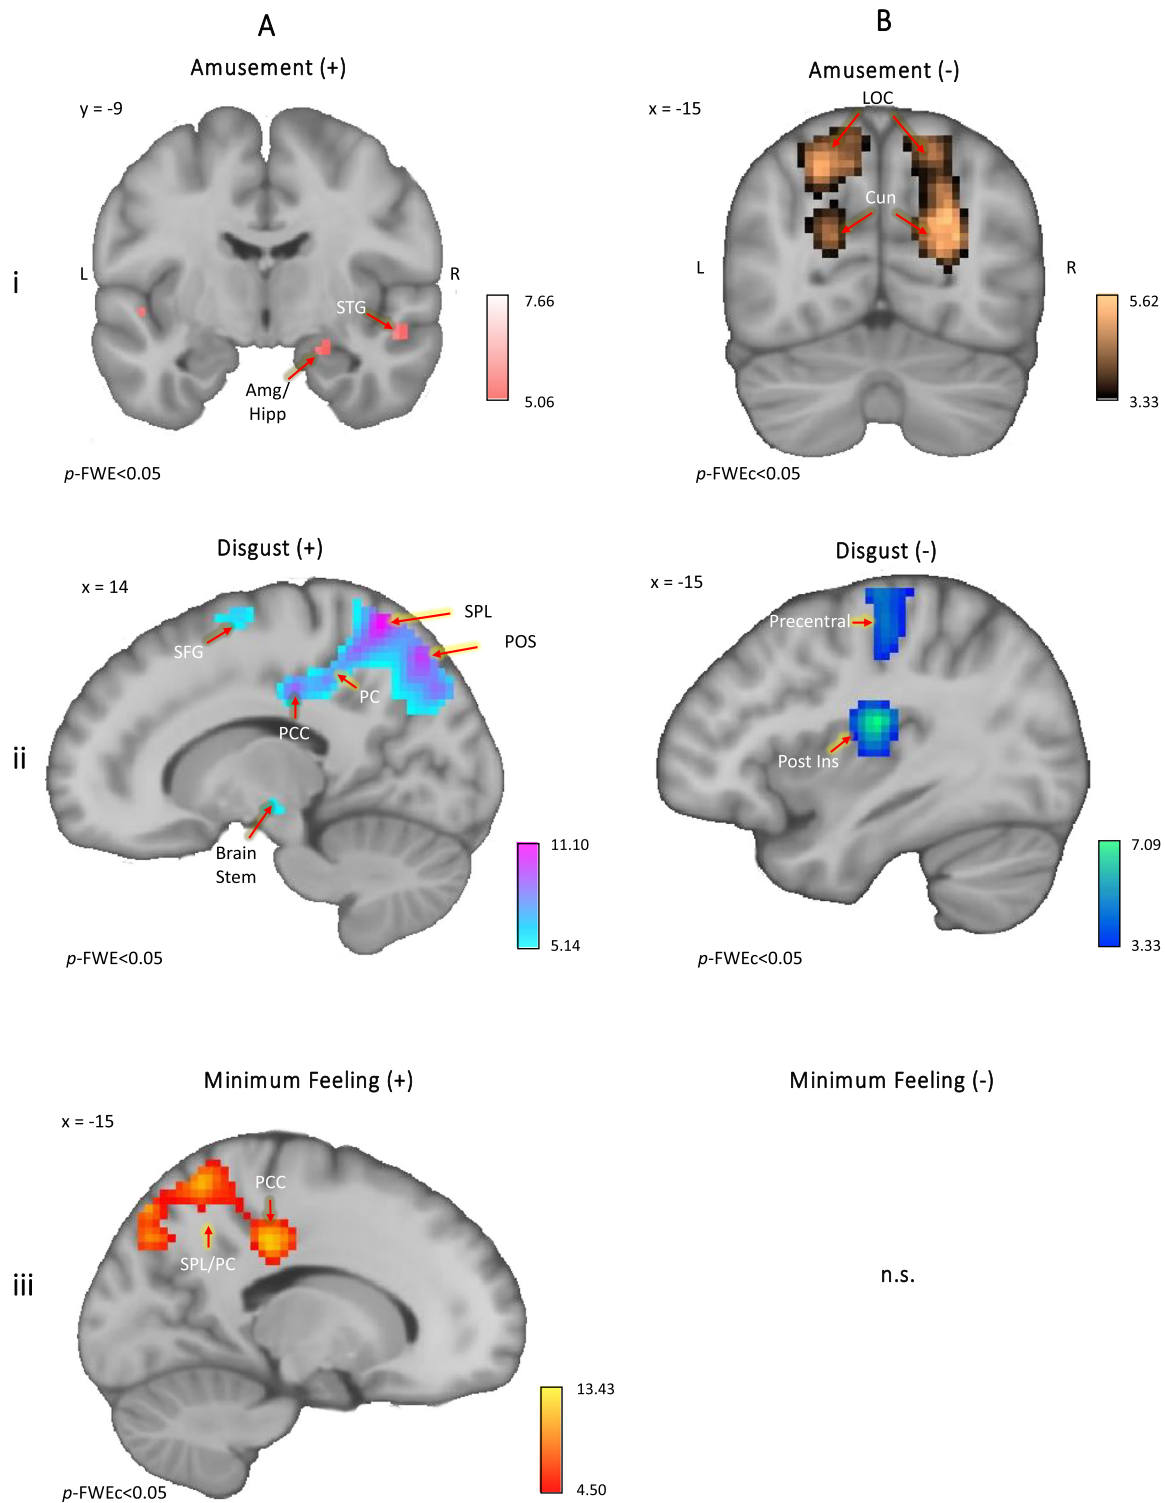 A
B
Amusement (+)
Amusement (-)
y = -9
x = -15
LOC
Cun
i
L
R
L
R
STG
7.66
5.06
5.62
3.33
Amg/
Hipp
p-FWE<0.05
p-FWEc<0.05
Disgust (+)
Disgust (-)
x = 14
x = -15
SPL
POS
SFG
PC
PCC
Precentral
Post Ins
ii
Brain
Stem
11.10
5.14
7.09
3.33
p-FWE<0.05
p-FWEc<0.05
Minimum Feeling (+)
Minimum Feeling (-)
x = -15
PCC
SPL/PC
iii
n.s.
13.43
4.50
p-FWEc<0.05